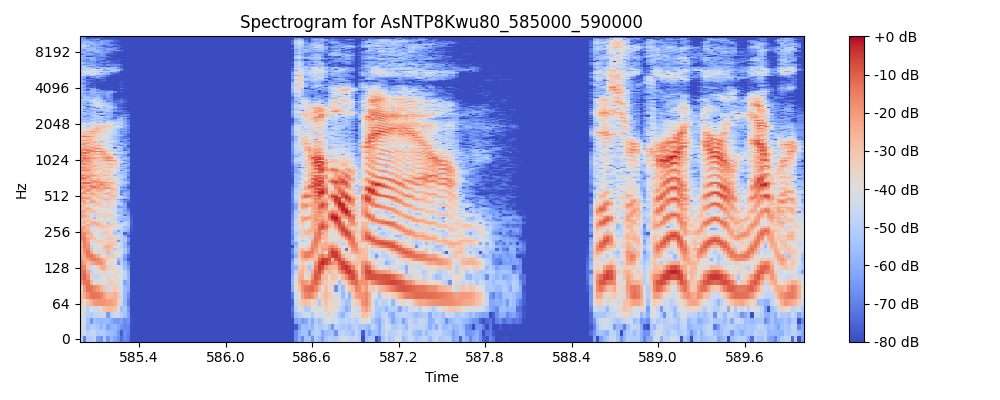 Spectrogram for AsNTP8Kwu80_585000_590000
8192
4096
2048
1024
512
256
128
64
0
Hz
585.4 586.0 586.6 587.2 587.8 588.4 589.0 589.6
Time
+0 dB
-10 dB
-20 dB
-30 dB
-40 dB
-50 dB
-60 dB
-70 dB
-80 dB